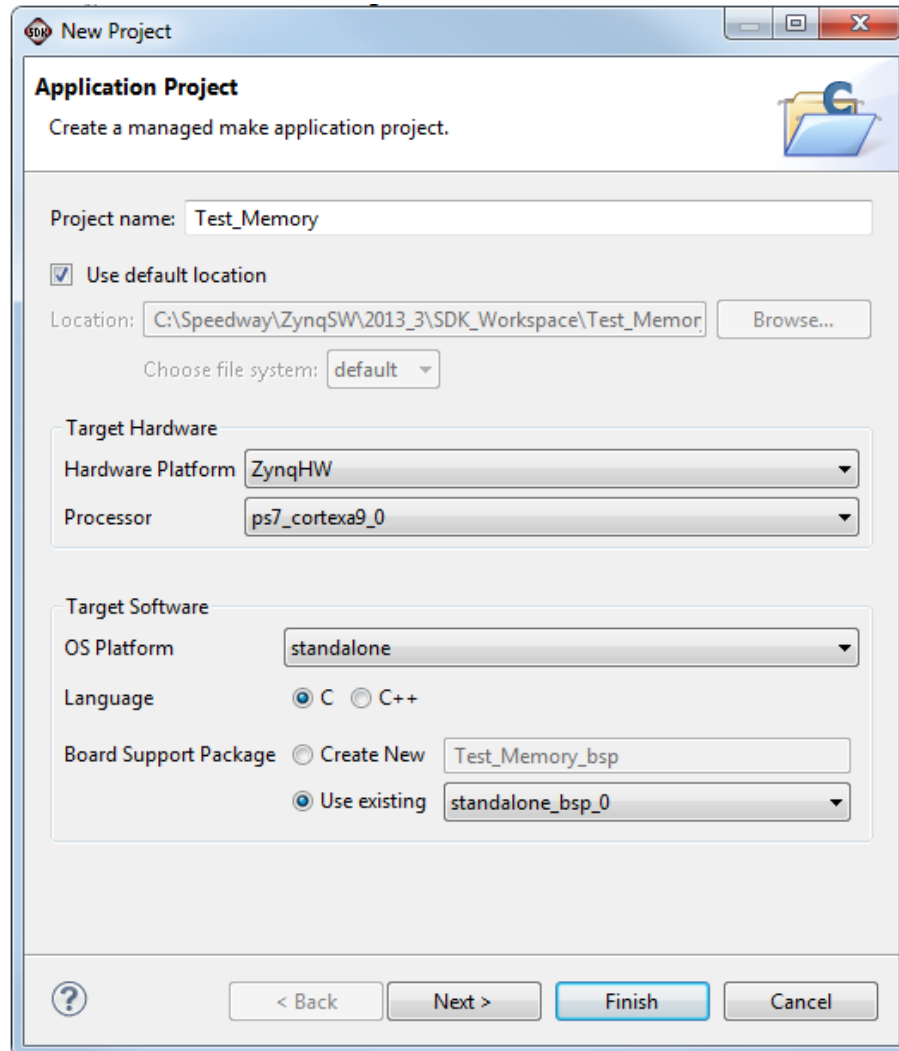 SDK New Project
Application Project
Create a managed make application project.
C
Project name: Test_Memory
Use default location
Location: C:\Speedway\ZynqSW\2013_3\SDK_Workspace\Test_Memor Browse...
Choose file system: default
Target Hardware
Hardware Platform ZynqHW
Processor ps7_cortexa9_0
Target Software
OS Platform standalone
Language C C++
Board Support Package Create New Test_Memory_bsp
Use existing standalone_bsp_0
? < Back Next > Finish Cancel